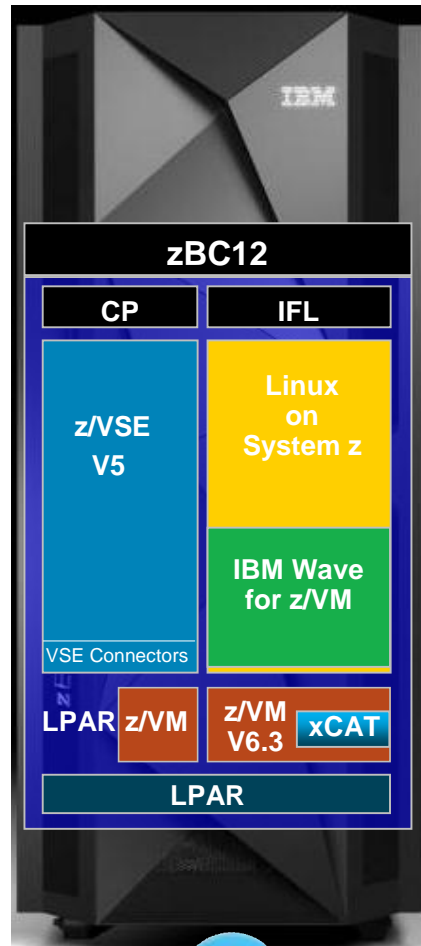 IBM
zBC12
CP
IFL
z/VSE
V5
VSE Connectors
Linux
on
System z
IBM Wave
for z/VM
LPAR
z/VM
z/VM
V6.3
xCAT
LPAR